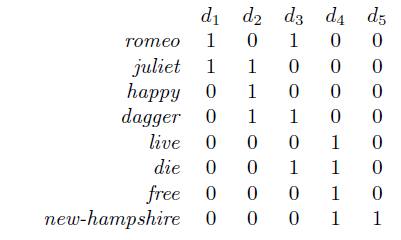 d1 d2 d3 d4 d5
romeo 1 0 1 0 0
juliet 1 1 0 0 0
happy 0 1 0 0 0
dagger 0 1 1 0 0
live 0 0 0 1 0
die 0 0 1 1 0
free 0 0 0 1 0
new-hampshire 0 0 0 1 1